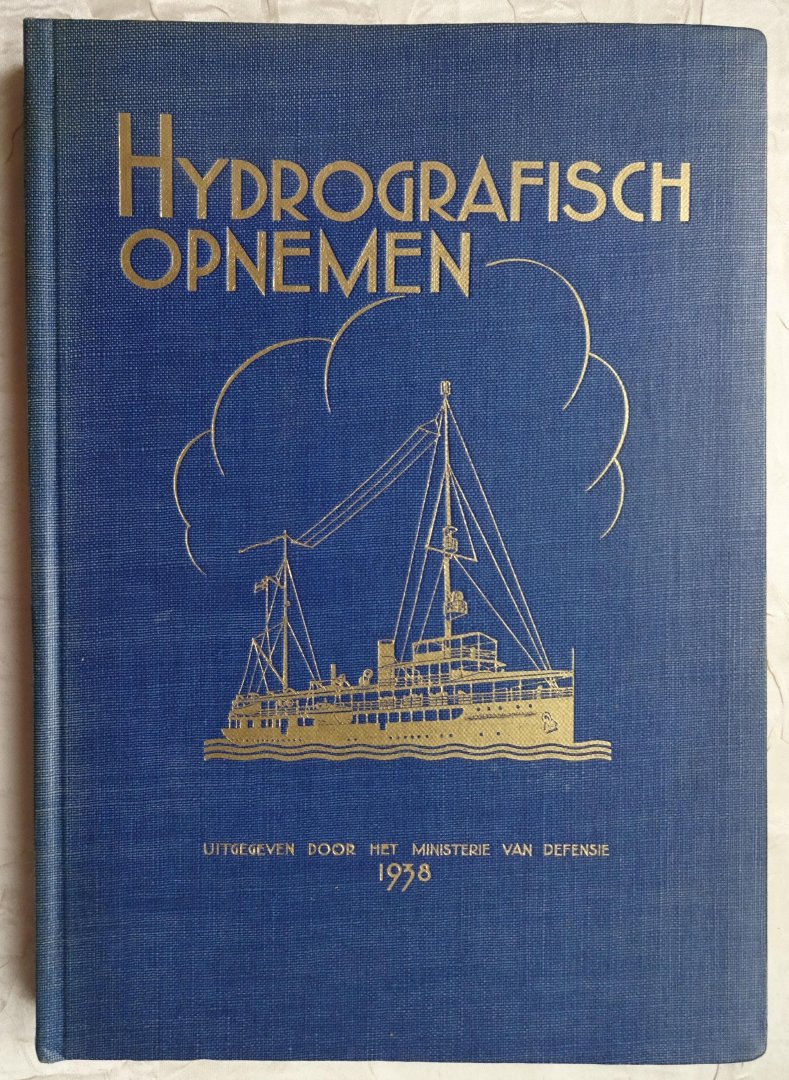 HYDROGRAFISCH
OPNEMEN
UITGEGEVEN DOOR HET MINISTERIE VAN DEFENSIE
1938